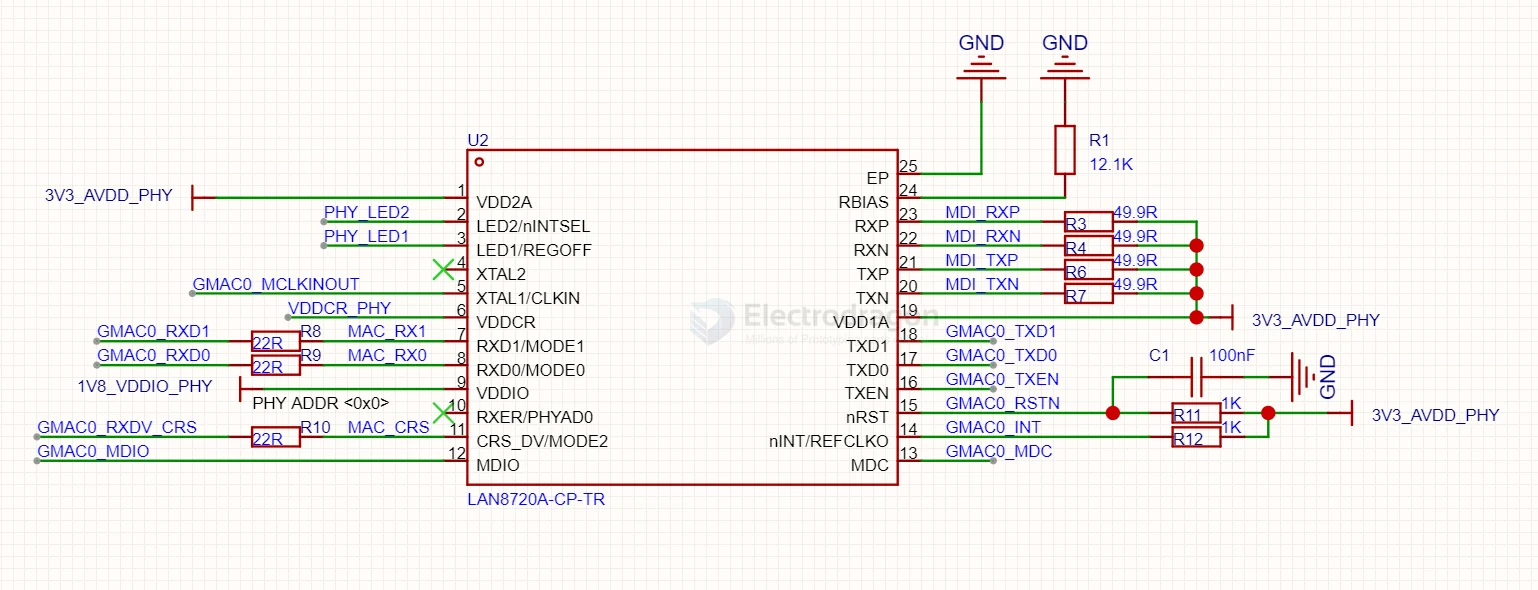 GND GND
U2
R1
12.1K
3V3_AVDD_PHY
1 VDD2A
PHY_LED2 2 LED2/nINTSEL
PHY_LED1 3 LED1/REGOFF
4 XTAL2
GMAC0_MCLKINOUT 5 XTAL1/CLKIN
VDDCR_PHY 6 VDDCR
GMAC0_RXD1 22R R8 MAC_RX1 7 RXD1/MODE1
GMAC0_RXD0 22R R9 MAC_RX0 8 RXD0/MODE0
1V8_VDDIO_PHY 9 VDDIO
PHY ADDR <0x0> 10 RXER/PHYAD0
GMAC0_RXDV_CRS 22R R10 MAC_CRS 11 CRS_DV/MODE2
GMAC0_MDIO 12 MDIO
EP 25
RBIAS 24
RXP 23 MDI_RXP R3 49.9R
RXN 22 MDI_RXN R4 49.9R
TXP 21 MDI_TXP R6 49.9R
TXN 20 MDI_TXN R7 49.9R
VDD1A 19 3V3_AVDD_PHY
TXD1 18 GMAC0_TXD1
TXD0 17 GMAC0_TXD0
TXEN 16 GMAC0_TXEN
C1 100nF GND
nRST 15 GMAC0_RSTN R11 1K 3V3_AVDD_PHY
nINT/REFCLKO 14 GMAC0_INT R12 1K
MDC 13 GMAC0_MDC
Electrodragon
LAN8720A-CP-TR